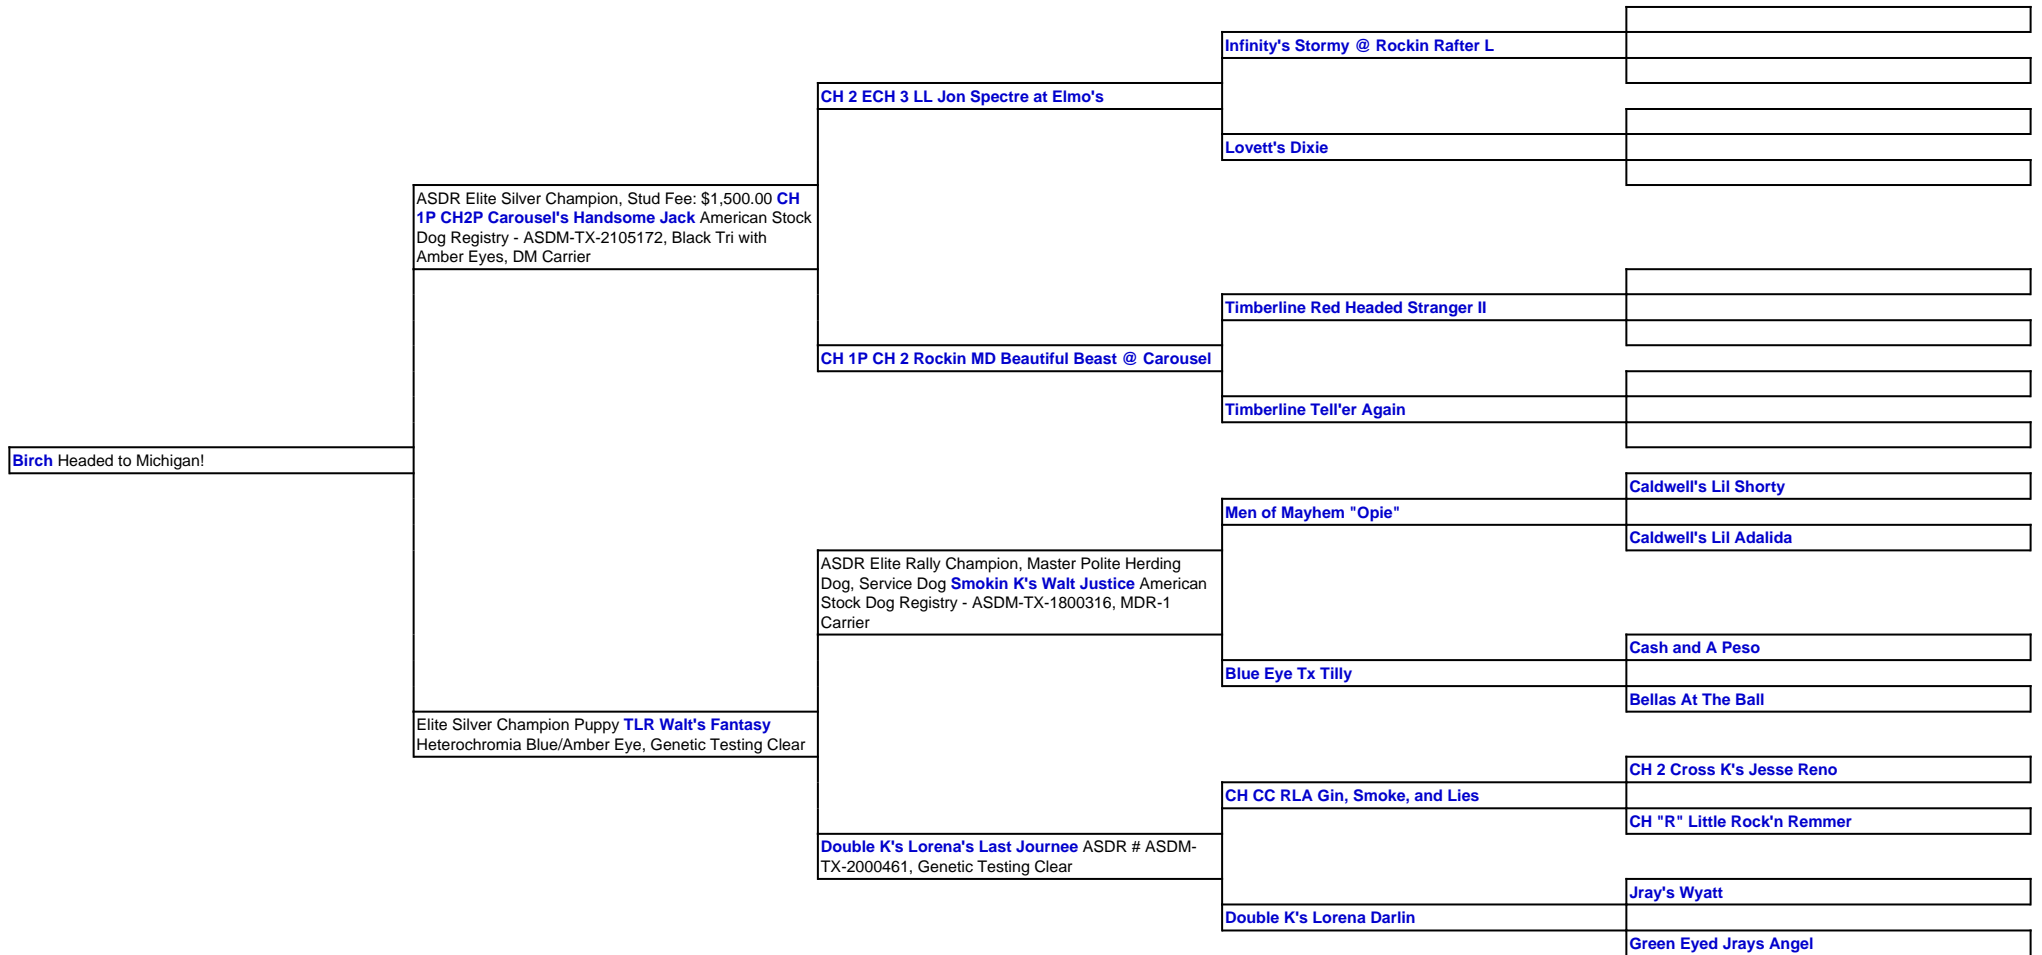 Infinity's Stormy @ Rockin Rafter L
CH 2 ECH 3 LL Jon Spectre at Elmo's
Lovett's Dixie
ASDR Elite Silver Champion, Stud Fee: $1,500.00 CH
1P CH2P Carousel's Handsome Jack American Stock
Dog Registry - ASDM-TX-2105172, Black Tri with
Amber Eyes, DM Carrier
Timberline Red Headed Stranger II
CH 1P CH 2 Rockin MD Beautiful Beast @ Carousel
Timberline Tell'er Again
Birch Headed to Michigan!
Caldwell's Lil Shorty
Men of Mayhem "Opie"
Caldwell's Lil Adalida
ASDR Elite Rally Champion, Master Polite Herding
Dog, Service Dog Smokin K's Walt Justice American
Stock Dog Registry - ASDM-TX-1800316, MDR-1
Carrier
Cash and A Peso
Blue Eye Tx Tilly
Bellas At The Ball
Elite Silver Champion Puppy TLR Walt's Fantasy
Heterochromia Blue/Amber Eye, Genetic Testing Clear
CH 2 Cross K's Jesse Reno
CH CC RLA Gin, Smoke, and Lies
CH "R" Little Rock'n Remmer
Double K's Lorena's Last Journee ASDR # ASDM-
TX-2000461, Genetic Testing Clear
Jray's Wyatt
Double K's Lorena Darlin
Green Eyed Jrays Angel